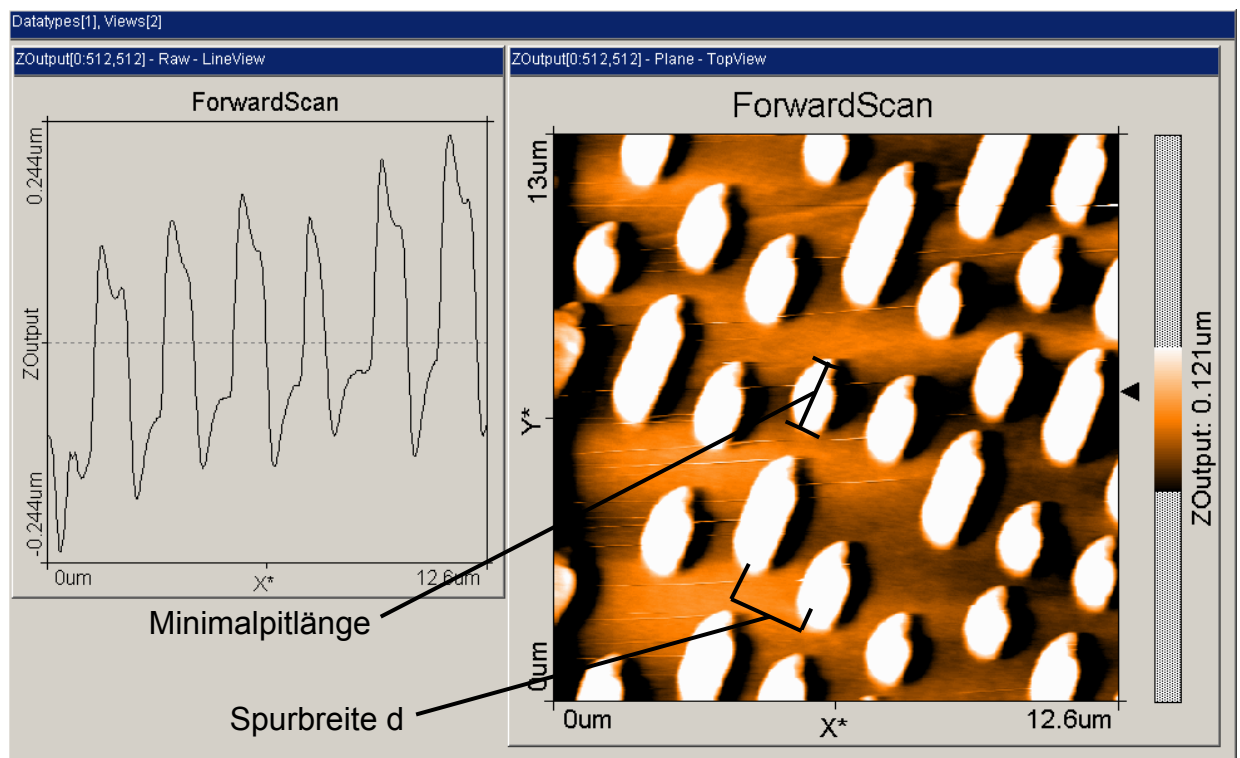 Datatypes[1], Views[2]
ZOutput[0:512,512] - Raw - LineView
ForwardScan
0.244um
ZOutput
-0.244um
0um
X*
12.6um
ZOutput[0:512,512] - Plane - TopView
ForwardScan
13um
Y*
0um
0um
X*
12.6um
ZOutput: 0.121um
Minimalpitlänge
Spurbreite d